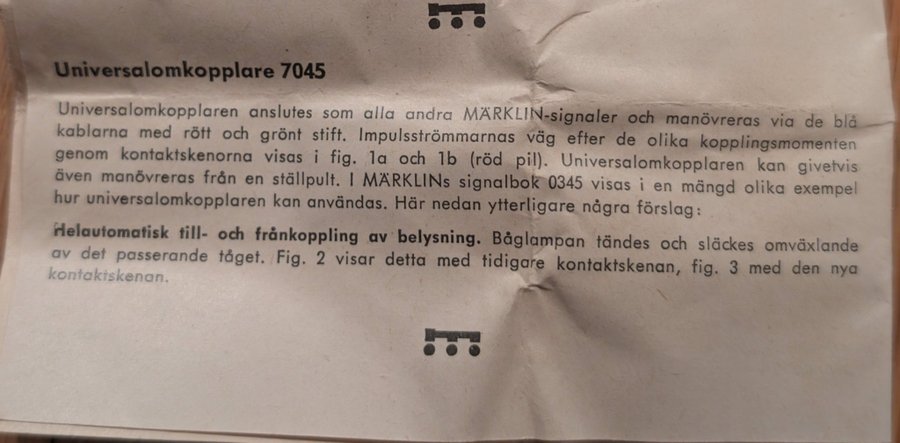 Universalomkopplare 7045
Universalomkopplaren anslutes som alla andra MÄRKLIN-signaler och manövreras via de blå
kablarna med rött och grönt stift. Impulsströmmarnas väg efter de olika kopplingsmomenten
genom kontaktskenorna visas i fig. 1a och 1b (röd pil). Universalomkopplaren kan givetvis
även manövreras från en ställpult. I MÄRKLINs signalbok 0345 visas i en mängd olika exempel
hur universalomkopplaren kan användas. Här nedan ytterligare några förslag:
Helautomatisk till- och frånkoppling av belysning. Båglampan tändes och släckes omväxlande
av det passerande tåget. Fig. 2 visar detta med tidigare kontaktskenan, fig. 3 med den nya
kontaktskenan.